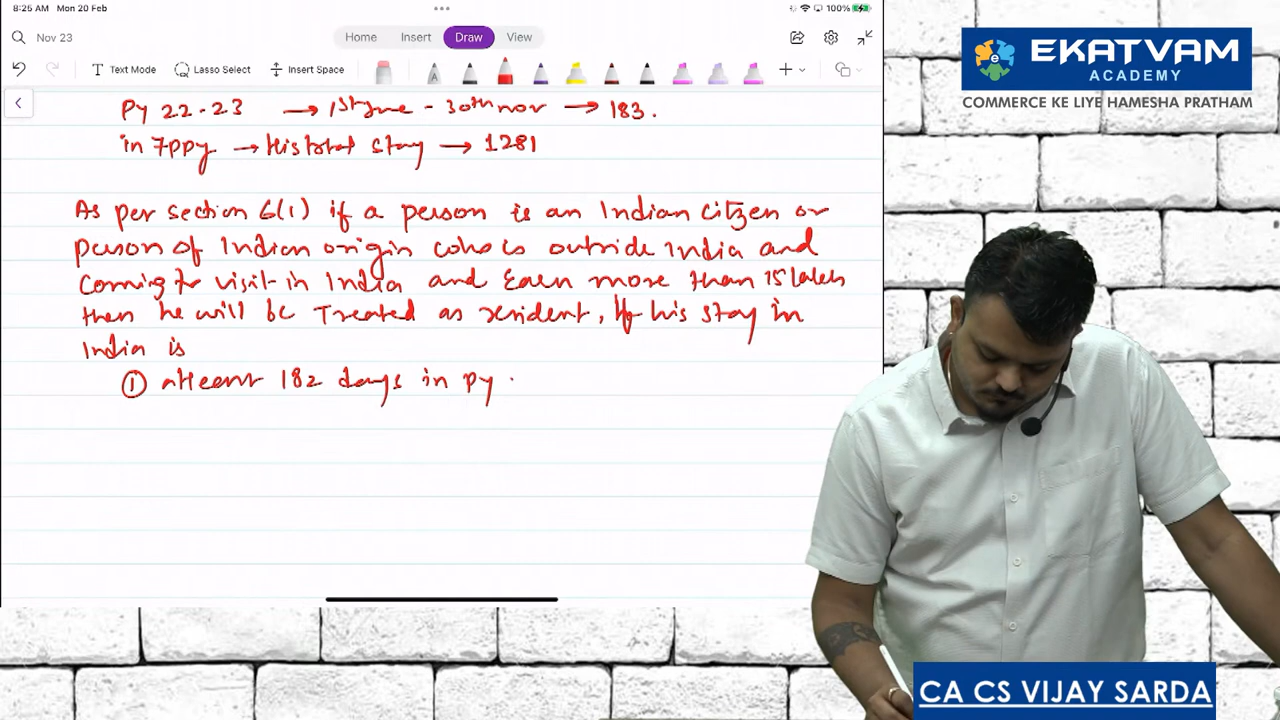 8:25 AM Mon 20 Feb
100%
Nov 23
Home Insert Draw View
Text Mode
Lasso Select
Insert Space
Py 22-23 → 1st June - 30th nov → 183.
in 7PPy → His total stay → 1281
As per section 6(1) if a person is an Indian citizen or
person of Indian origin who is outside India and
coming to visit in India and Earn more than 15 lakh
then he will be Treated as resident, If his stay in
India is
① atleast 182 days in Py.
EKATVAM
ACADEMY
COMMERCE KE LIYE HAMESHA PRATHAM
CA CS VIJAY SARDA